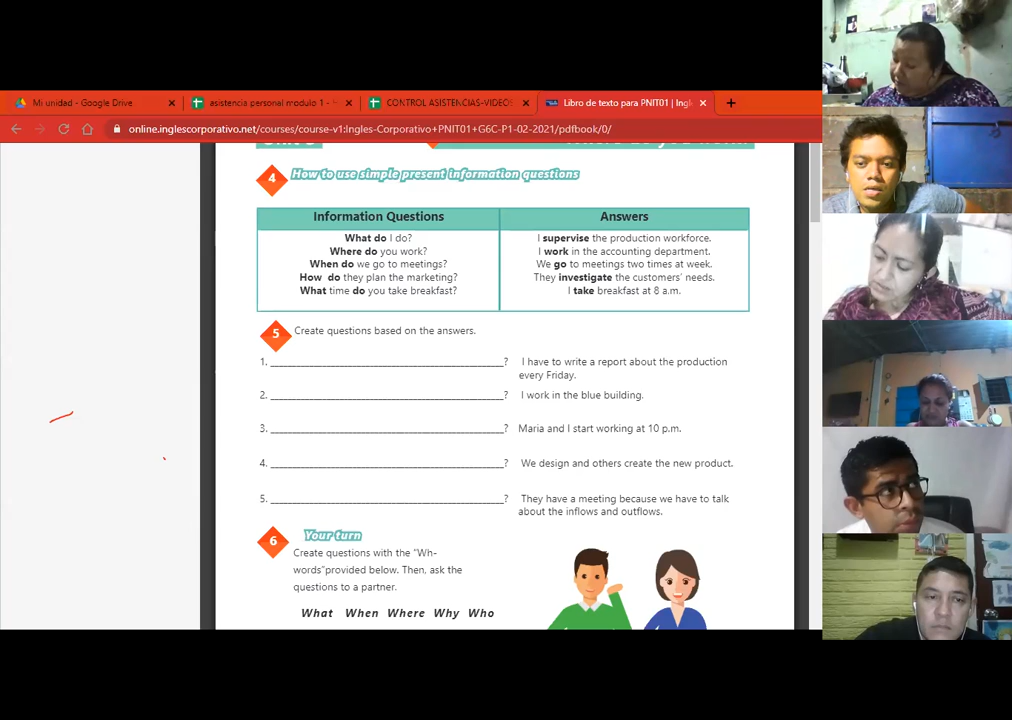 Mi unidad - Google Drive
asistencia personal modulo 1 -
CONTROL ASISTENCIAS-VIDEOS
Libro de texto para PNIT01 | Ingl
online.inglescorporativo.net/courses/course-v1:Ingles-Corporativo+PNIT01+G6C-P1-02-2021/pdfbook/0/
4 How to use simple present information questions
Information Questions Answers
What do I do? I supervise the production workforce.
Where do you work? I work in the accounting department.
When do we go to meetings? We go to meetings two times at week.
How do they plan the marketing? They investigate the customers' needs.
What time do you take breakfast? I take breakfast at 8 a.m.
5 Create questions based on the answers.
1. ______________________________? I have to write a report about the production
every Friday.
2. ______________________________? I work in the blue building.
3. ______________________________? Maria and I start working at 10 p.m.
4. ______________________________? We design and others create the new product.
5. ______________________________? They have a meeting because we have to talk
about the inflows and outflows.
6 Your turn
Create questions with the "Wh-
words"provided below. Then, ask the
questions to a partner.
What When Where Why Who